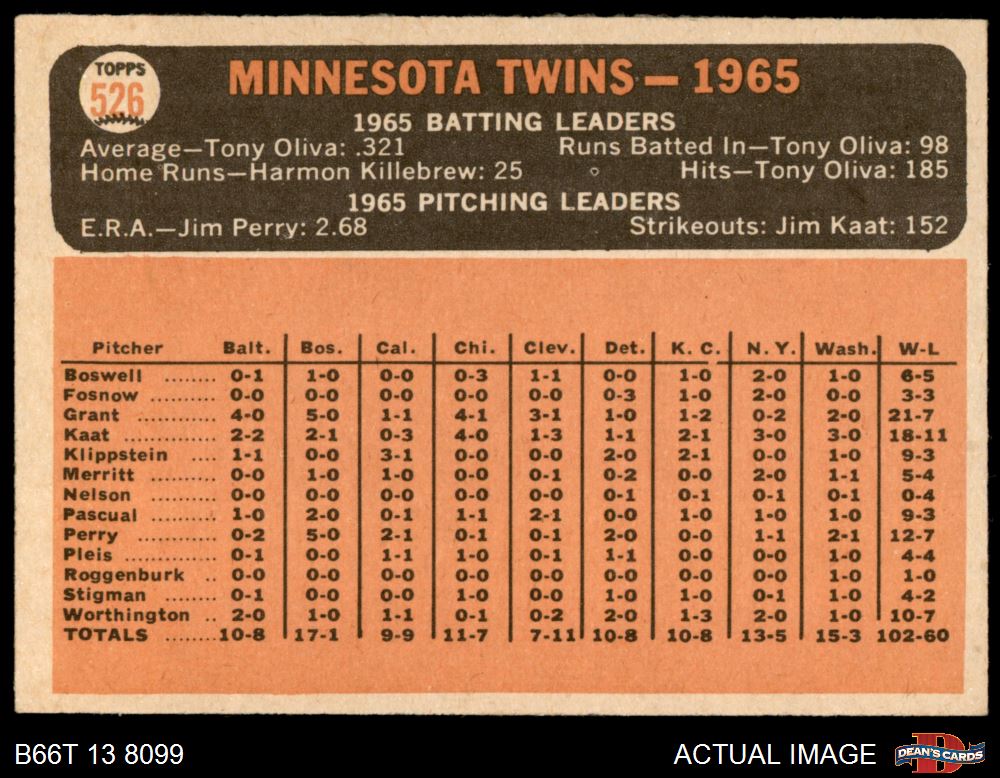 TOPPS
526
MINNESOTA TWINS — 1965
1965 BATTING LEADERS
Average—Tony Oliva: .321 Runs Batted In—Tony Oliva: 98
Home Runs—Harmon Killebrew: 25 Hits—Tony Oliva: 185
1965 PITCHING LEADERS
E.R.A.—Jim Perry: 2.68 Strikeouts: Jim Kaat: 152
Pitcher Balt. Bos. Cal. Chi. Clev. Det. K. C. N. Y. Wash. W-L
Boswell ........ 0-1 1-0 0-0 0-3 1-1 0-0 1-0 2-0 1-0 6-5
Fosnow .......... 0-0 0-0 0-0 0-0 0-0 0-3 1-0 2-0 0-0 3-3
Grant ............ 4-0 5-0 1-1 4-1 3-1 1-0 1-2 0-2 2-0 21-7
Kaat .............. 2-2 2-1 0-3 4-0 1-3 1-1 2-1 3-0 3-0 18-11
Klippstein .... 1-1 0-0 3-1 0-0 0-0 2-0 2-1 0-0 1-0 9-3
Merritt .......... 0-0 1-0 1-0 0-0 0-1 0-2 0-0 2-0 1-1 5-4
Nelson .......... 0-0 0-0 0-0 0-0 0-0 0-1 0-1 0-1 0-1 0-4
Pascual .......... 1-0 2-0 0-1 1-1 2-1 0-0 1-0 1-0 1-0 9-3
Perry ............ 0-2 5-0 2-1 0-1 0-1 2-0 0-0 1-1 2-1 12-7
Pleis .............. 0-1 0-0 1-1 1-0 0-1 1-1 0-0 0-0 1-0 4-4
Roggenburk .. 0-0 0-0 0-0 0-0 0-0 0-0 0-0 0-0 1-0 1-0
Stigman ........ 0-1 0-0 0-0 1-0 0-0 1-0 1-0 0-1 1-0 4-2
Worthington .. 2-0 1-0 1-1 0-1 0-2 2-0 1-3 2-0 1-0 10-7
TOTALS ........ 10-8 17-1 9-9 11-7 7-11 10-8 10-8 13-5 15-3 102-60
B66T 13 8099 ACTUAL IMAGE DEAN'S CARDS